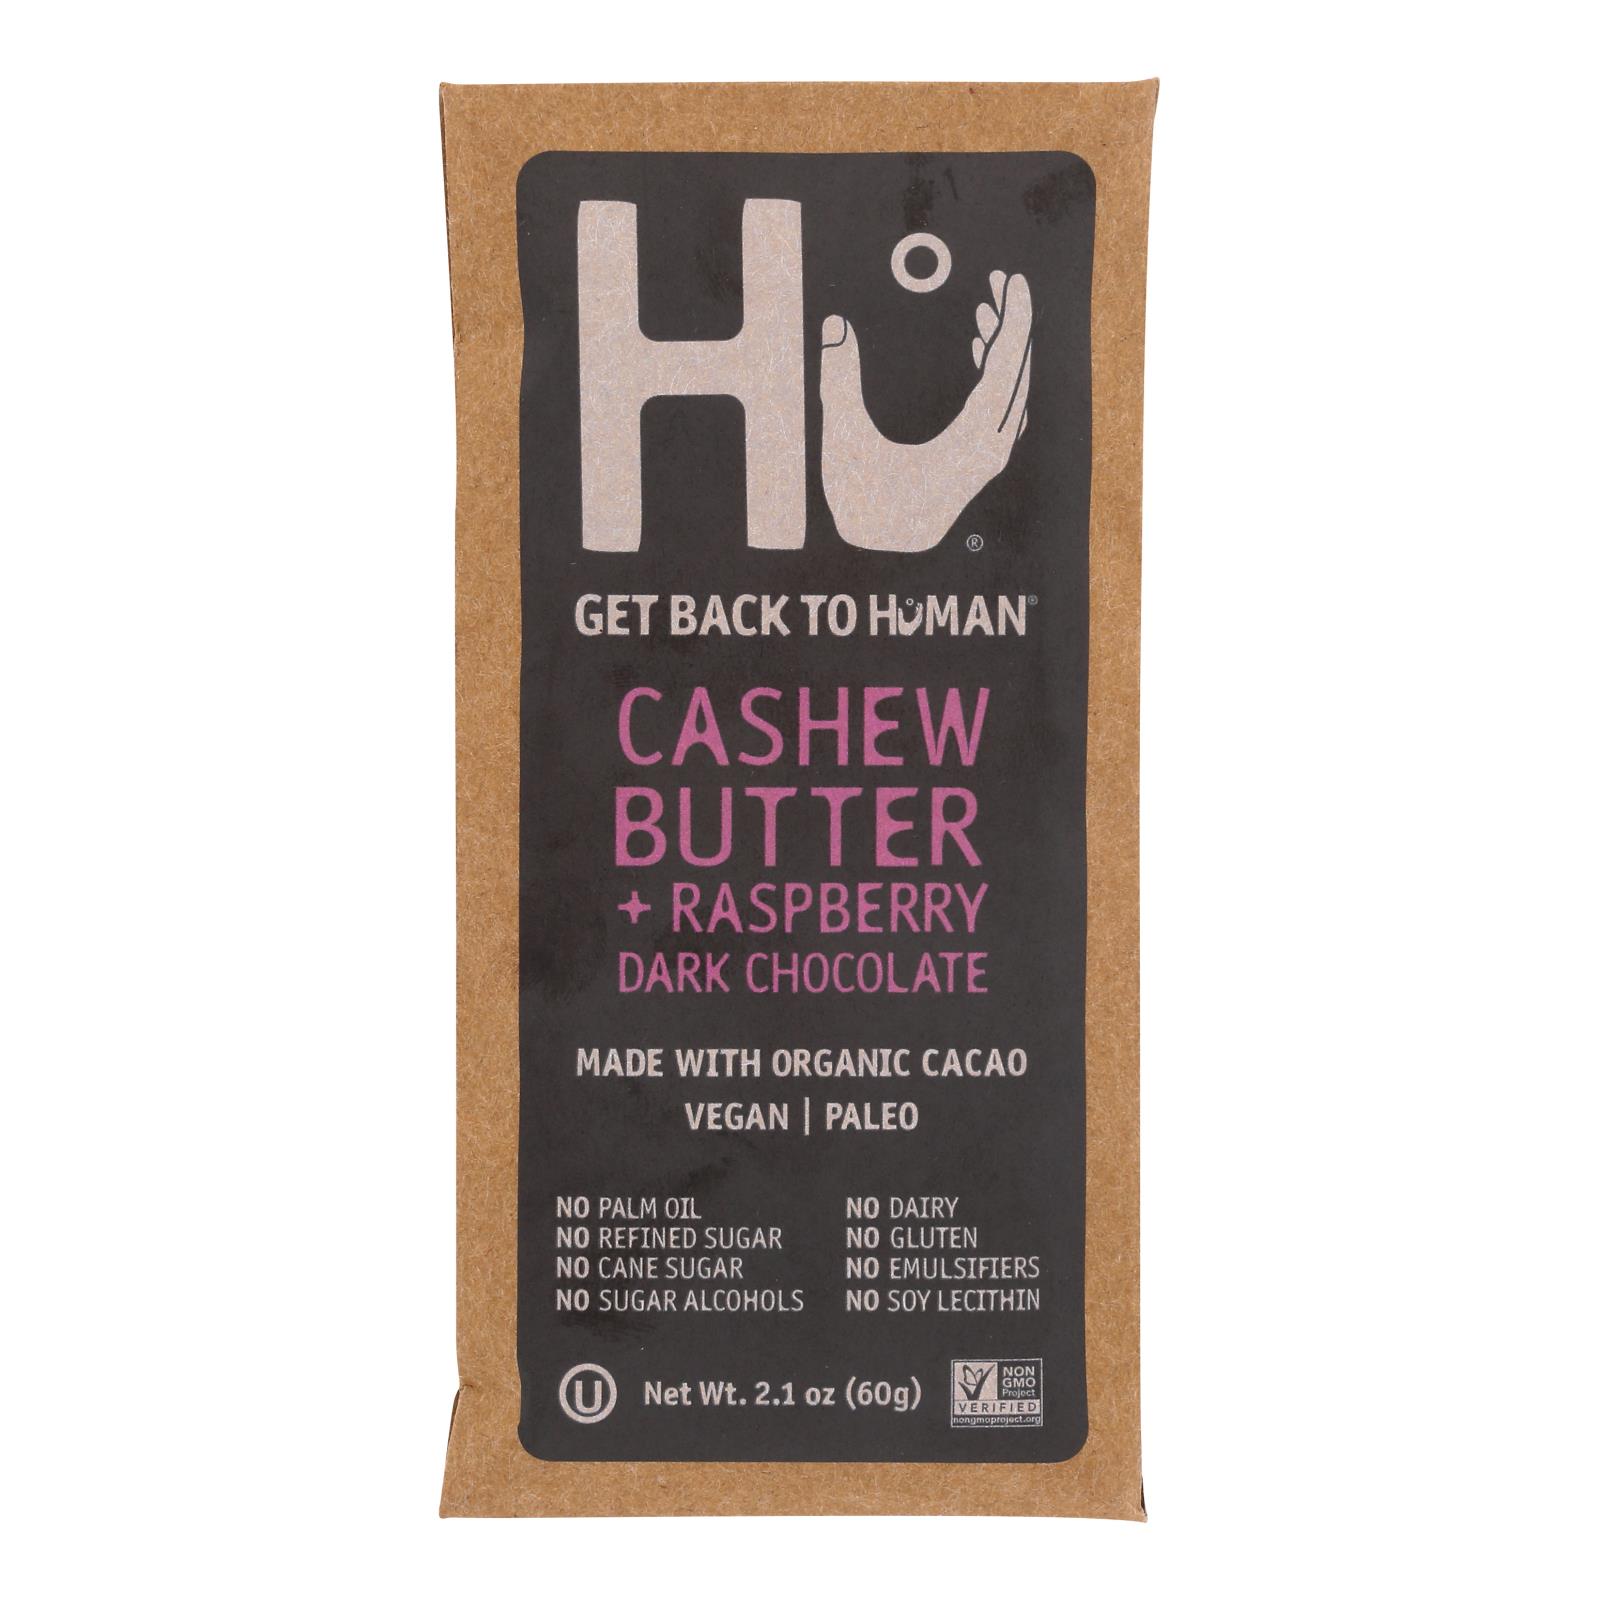 Hu®
GET BACK TO HUMAN®
CASHEW
BUTTER
+ RASPBERRY
DARK CHOCOLATE
MADE WITH ORGANIC CACAO
VEGAN | PALEO
NO PALM OIL
NO REFINED SUGAR
NO CANE SUGAR
NO SUGAR ALCOHOLS
NO DAIRY
NO GLUTEN
NO EMULSIFIERS
NO SOY LECITHIN
U
Net Wt. 2.1 oz (60g)
NON
GMO
Project
VERIFIED
nongmoproject.org